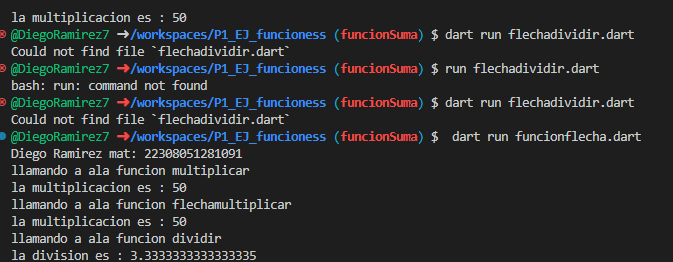 la multiplicacion es : 50
@DiegoRamirez7 ➜/workspaces/P1_EJ_funcioness (funcionSuma) $ dart run flechadividir.dart
Could not find file `flechadividir.dart`
@DiegoRamirez7 ➜/workspaces/P1_EJ_funcioness (funcionSuma) $ run flechadividir.dart
bash: run: command not found
@DiegoRamirez7 ➜/workspaces/P1_EJ_funcioness (funcionSuma) $ dart run flechadividir.dart
Could not find file `flechadividir.dart`
@DiegoRamirez7 ➜/workspaces/P1_EJ_funcioness (funcionSuma) $  dart run funcionflecha.dart
Diego Ramirez mat: 22308051281091
llamando a ala funcion multiplicar
la multiplicacion es : 50
llamando a ala funcion flechamultiplicar
la multiplicacion es : 50
llamando a ala funcion dividir
la division es : 3.3333333333333335